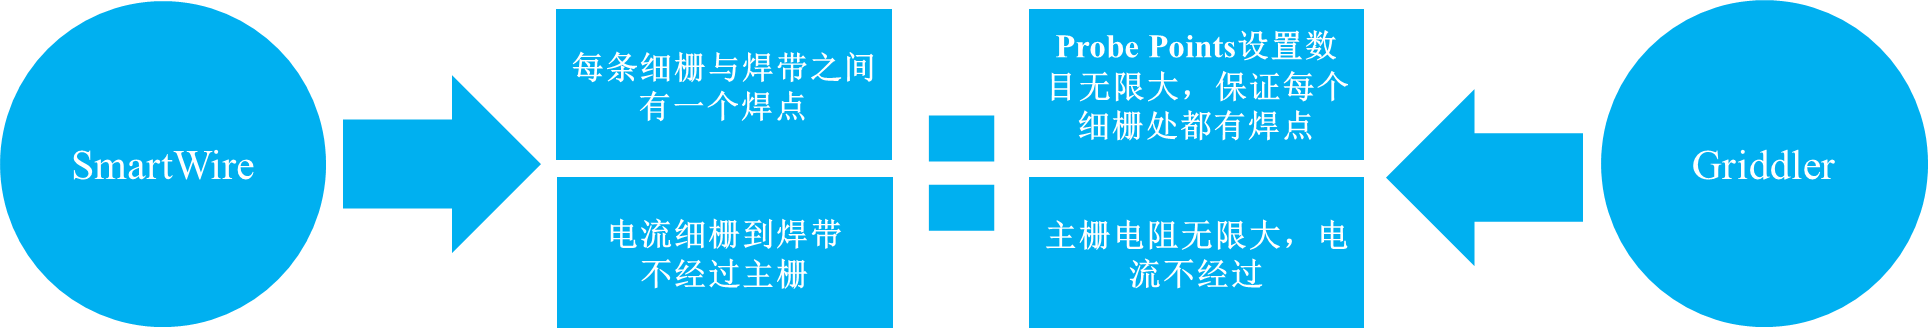 SmartWire
每条细栅与焊带之间
有一个焊点
电流细栅到焊带
不经过主栅
Probe Points设置数
目无限大，保证每个
细栅处都有焊点
主栅电阻无限大，电
流不经过
Griddler